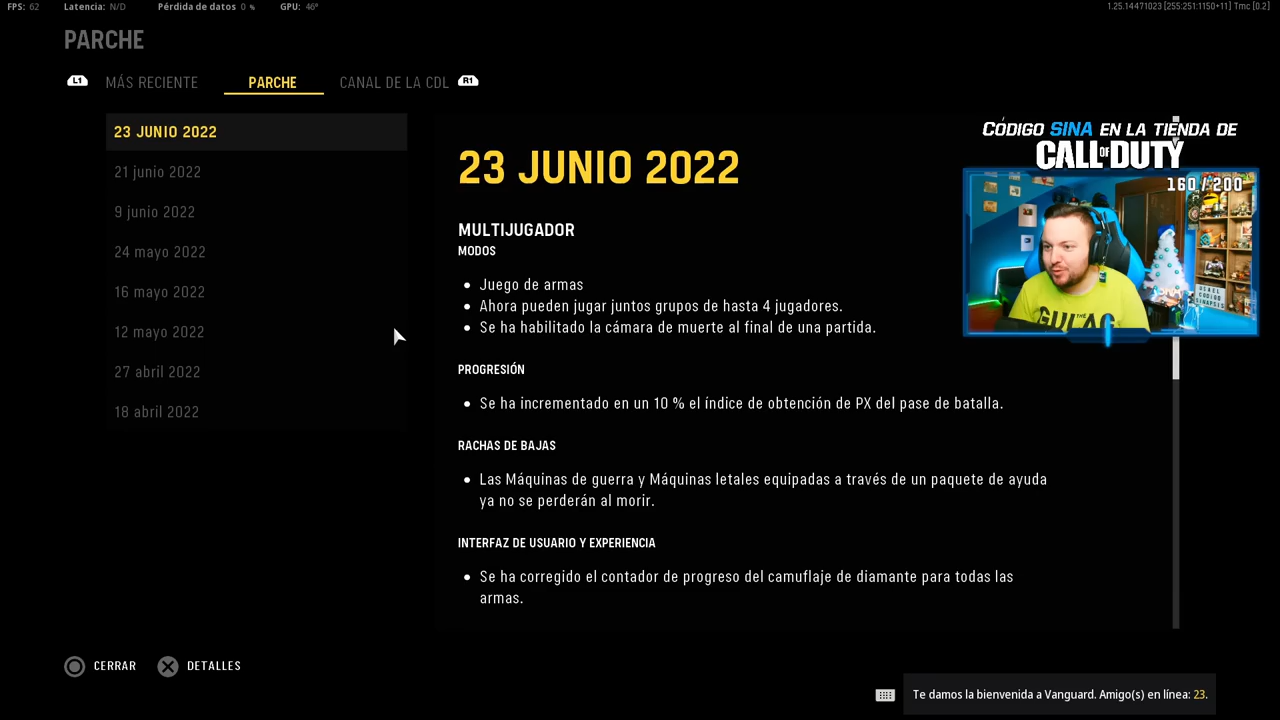 FPS: 62 Latencia: N/D Pérdida de datos 0 % GPU: 46°
1.25.14471023 [255:251:1150+11] Tmc [0.2]
PARCHE
L1 MÁS RECIENTE PARCHE CANAL DE LA CDL R1
23 JUNIO 2022
21 junio 2022
9 junio 2022
24 mayo 2022
16 mayo 2022
12 mayo 2022
27 abril 2022
18 abril 2022
23 JUNIO 2022
MULTIJUGADOR
MODOS
• Juego de armas
• Ahora pueden jugar juntos grupos de hasta 4 jugadores.
• Se ha habilitado la cámara de muerte al final de una partida.
PROGRESIÓN
• Se ha incrementado en un 10 % el índice de obtención de PX del pase de batalla.
RACHAS DE BAJAS
• Las Máquinas de guerra y Máquinas letales equipadas a través de un paquete de ayuda
ya no se perderán al morir.
INTERFAZ DE USUARIO Y EXPERIENCIA
• Se ha corregido el contador de progreso del camuflaje de diamante para todas las
armas.
CÓDIGO SINA EN LA TIENDA DE
CALL OF DUTY
160 / 200
USA EL
CODIGO
SINAPSIS
THE
GULAG
CERRAR DETALLES
Te damos la bienvenida a Vanguard. Amigo(s) en línea: 23.